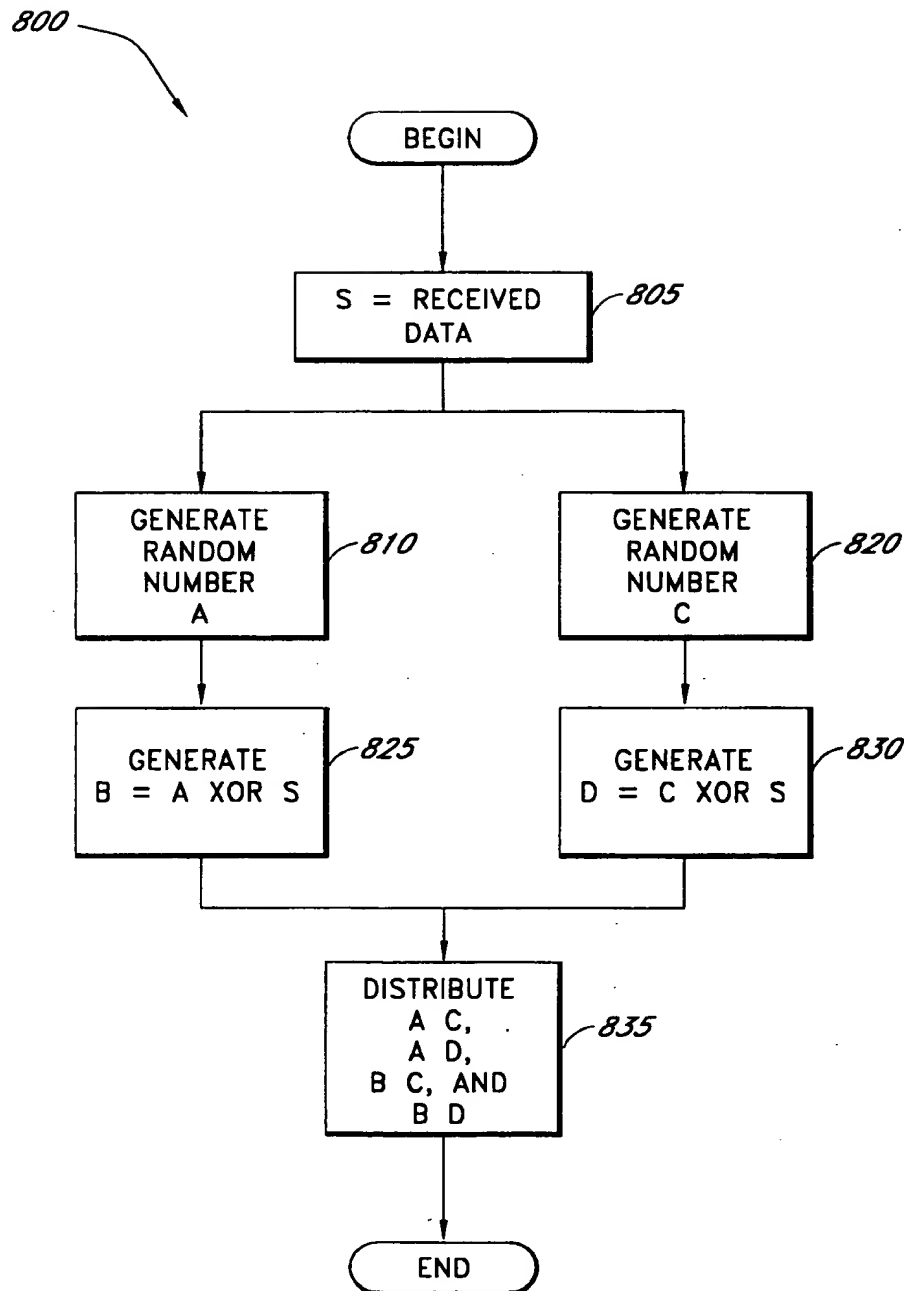 800
BEGIN
S = RECEIVED
DATA
805
GENERATE
RANDOM
NUMBER
A
810
GENERATE
RANDOM
NUMBER
C
820
GENERATE
B = A XOR S
825
GENERATE
D = C XOR S
830
DISTRIBUTE
A C,
A D,
B C, AND
B D
835
END